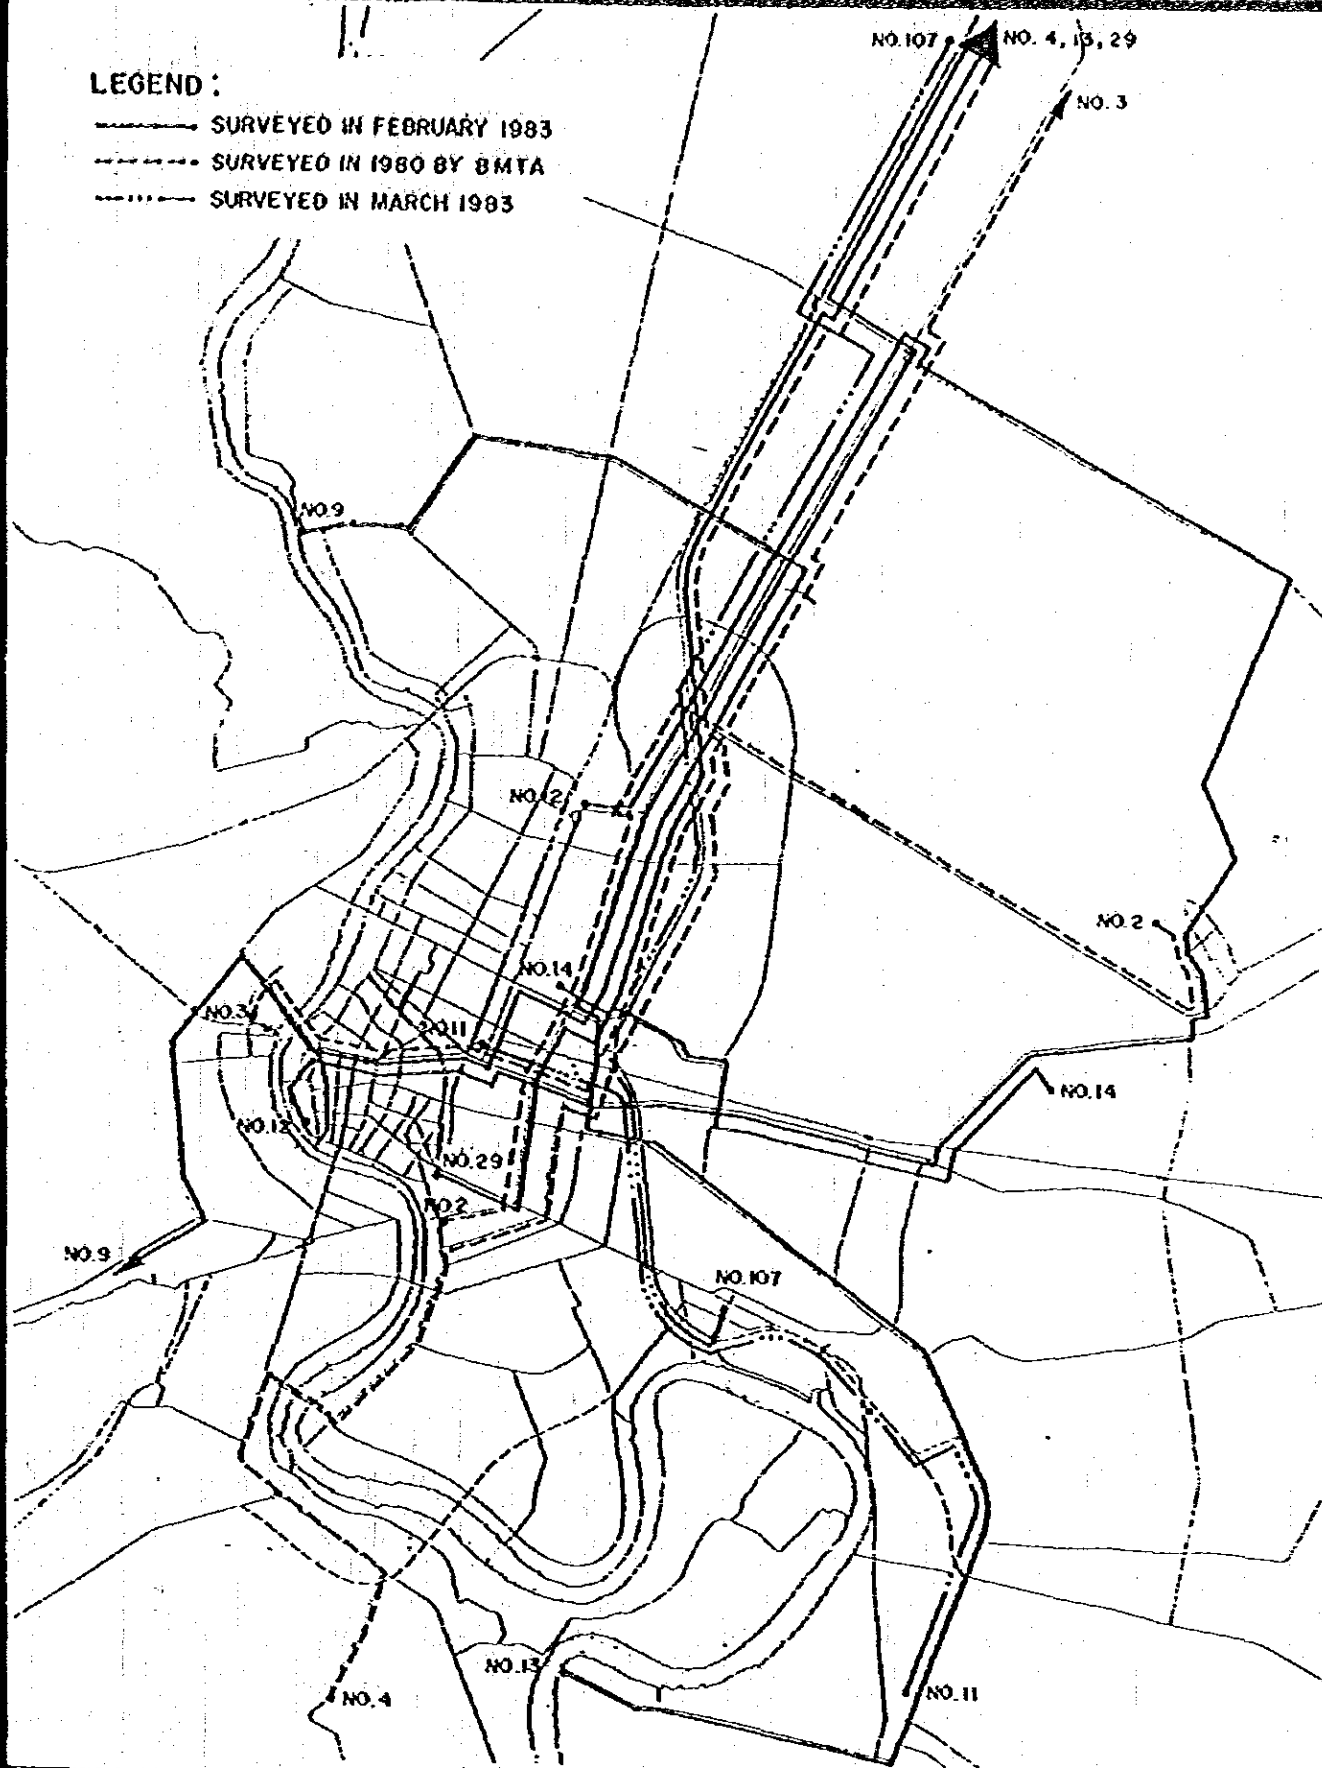 NO.107
NO. 4, 13, 29
LEGEND :
NO. 3
SURVEYED IN FEBRUARY 1983
SURVEYED IN 1980 BY BMTA
SURVEYED IN MARCH 1983
NO.9
NO.12
NO.2
NO.14
NO.3
NO.11
NO.14
NO.12
NO.29
NO.2
NO.9
NO.107
NO.13
NO.4
NO.11